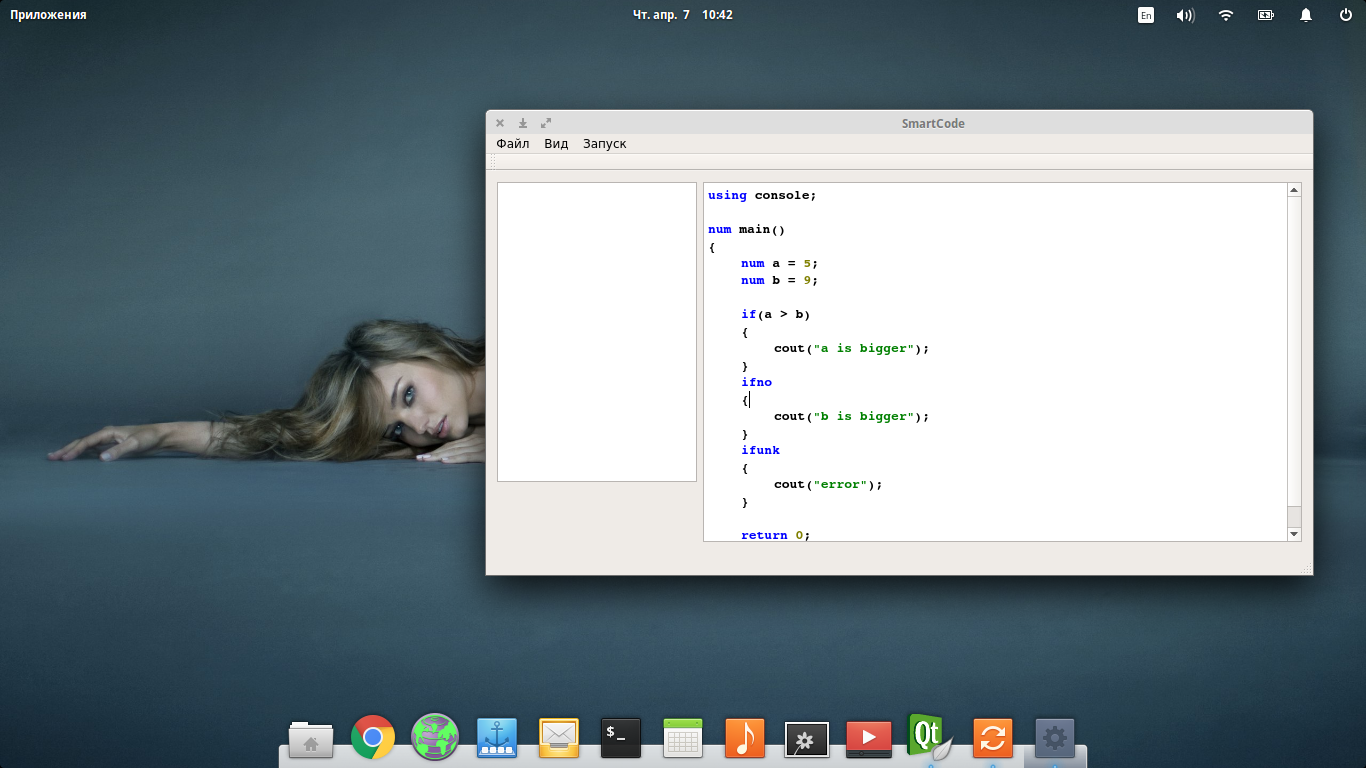 Приложения
Чт. апр. 7 10:42
En
SmartCode
Файл Вид Запуск
using console;
num main()
{
num a = 5;
num b = 9;
if(a > b)
{
cout("a is bigger");
}
ifno
{
cout("b is bigger");
}
ifunk
{
cout("error");
}
return 0;
$_
Qt